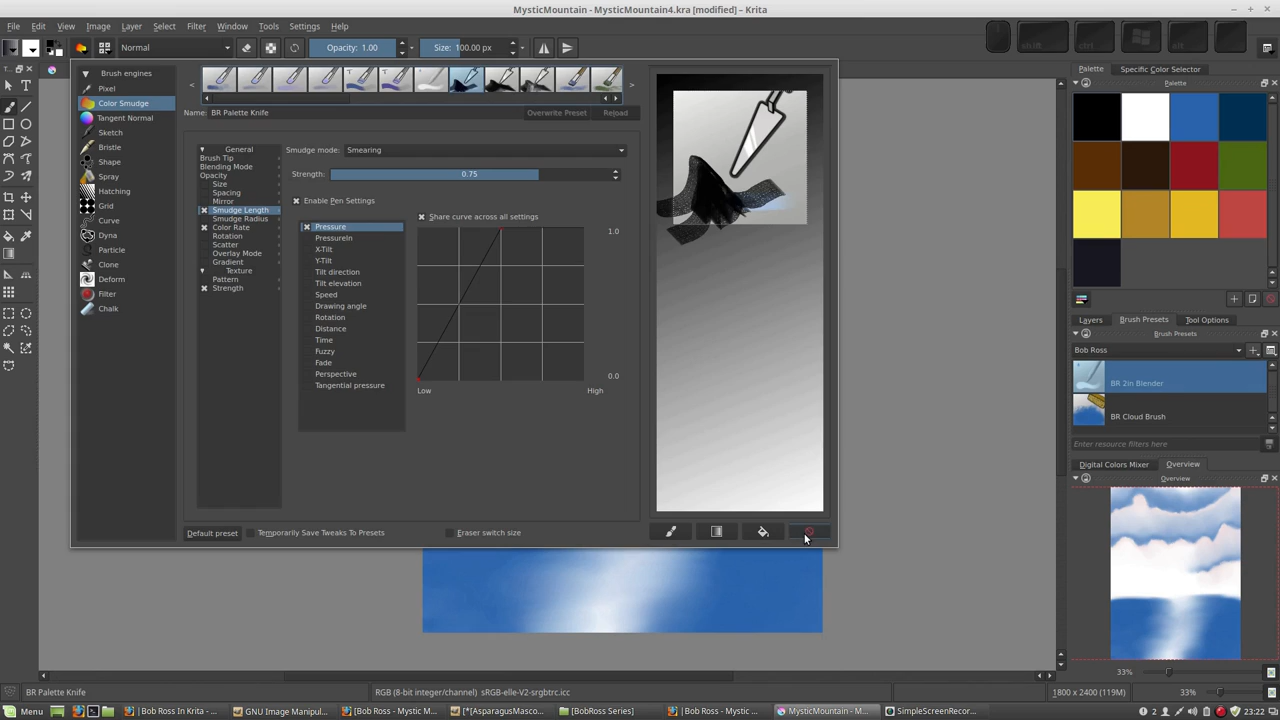 MysticMountain - MysticMountain4.kra [modified] – Krita
File Edit View Image Layer Select Filter Window Tools Settings Help
Normal Opacity: 1.00 Size: 100.00 px shift ctrl alt
Brush engines
Pixel
Color Smudge
Tangent Normal
Sketch
Bristle
Shape
Spray
Hatching
Grid
Curve
Dyna
Particle
Clone
Deform
Filter
Chalk
Name: BR Palette Knife Overwrite Preset Reload
General
Brush Tip
Blending Mode
Opacity
Size
Spacing
Mirror
Smudge Length
Smudge Radius
Color Rate
Rotation
Scatter
Overlay Mode
Gradient
Texture
Pattern
Strength
Smudge mode: Smearing
Strength: 0.75
Enable Pen Settings
Pressure
PressureIn
X-Tilt
Y-Tilt
Tilt direction
Tilt elevation
Speed
Drawing angle
Rotation
Distance
Time
Fuzzy
Fade
Perspective
Tangential pressure
Share curve across all settings
1.0
0.0
Low High
Default preset Temporarily Save Tweaks To Presets Eraser switch size
Palette Specific Color Selector
Palette
Layers Brush Presets Tool Options
Brush Presets
Bob Ross
BR 2in Blender
BR Cloud Brush
Enter resource filters here
Digital Colors Mixer Overview
Overview
33%
BR Palette Knife RGB (8-bit integer/channel) sRGB-elle-V2-srgbtrc.icc 1800 x 2400 (119M) 33%
Menu [Bob Ross In Krita - ... GNU Image Manipul... [Bob Ross - Mystic M... [*[AsparagusMasco... [BobRoss Series] [Bob Ross - Mystic ... MysticMountain - M... SimpleScreenRecor... 2 23:22